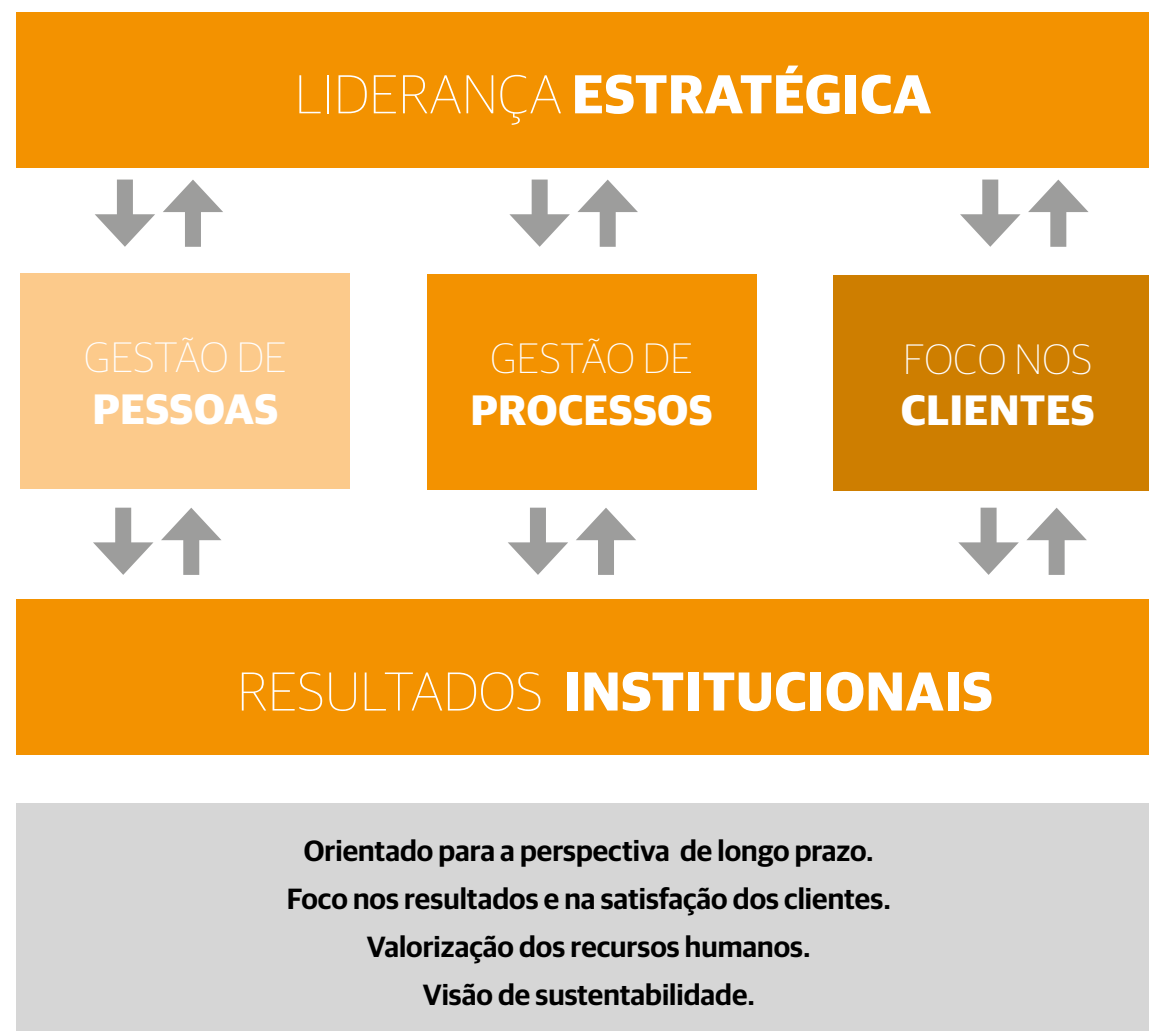 LIDERANÇA ESTRATÉGICA
GESTÃO DE
PESSOAS
GESTÃO DE
PROCESSOS
FOCO NOS
CLIENTES
RESULTADOS INSTITUCIONAIS
Orientado para a perspectiva de longo prazo.
Foco nos resultados e na satisfação dos clientes.
Valorização dos recursos humanos.
Visão de sustentabilidade.